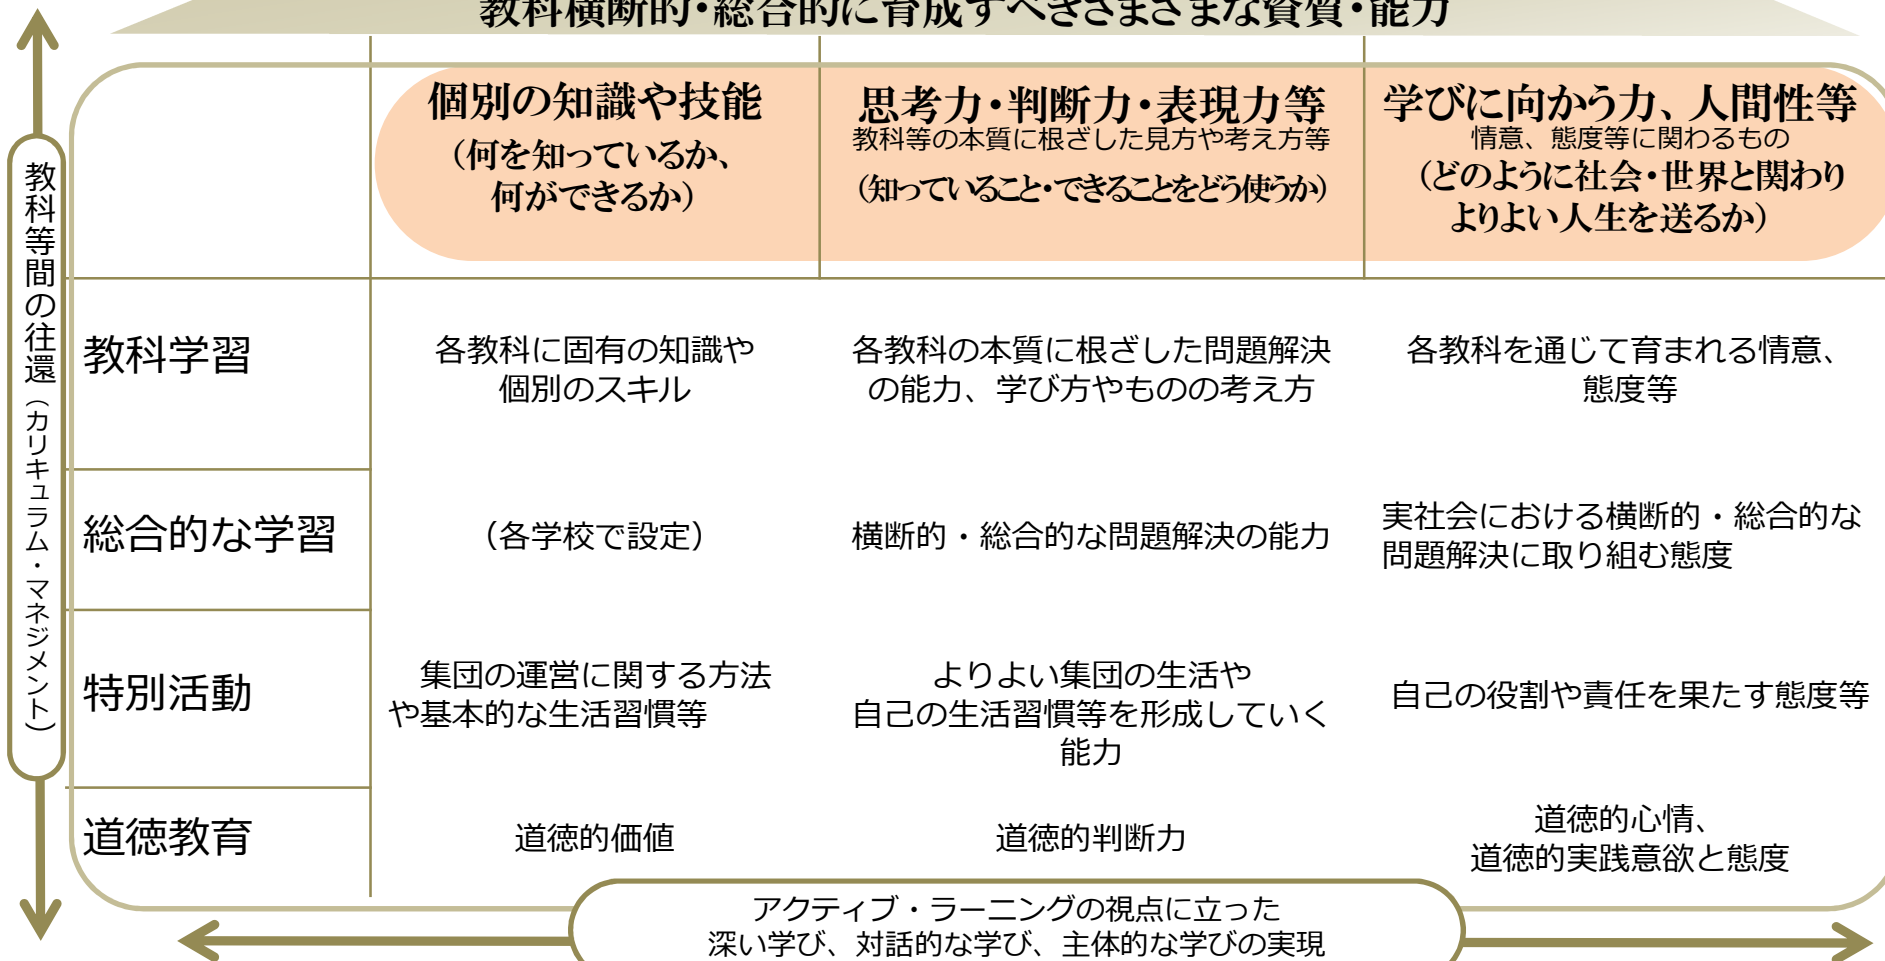 教科横断的・総合的に育成すべきさまざまな資質・能力
個別の知識や技能
（何を知っているか、
何ができるか）
思考力・判断力・表現力等
教科等の本質に根ざした見方や考え方等
（知っていること・できることをどう使うか）
学びに向かう力、人間性等
情意、態度等に関わるもの
（どのように社会・世界と関わり
よりよい人生を送るか）
教科等間の往還（カリキュラム・マネジメント）
教科学習
各教科に固有の知識や
個別のスキル
各教科の本質に根ざした問題解決
の能力、学び方やものの考え方
各教科を通じて育まれる情意、
態度等
総合的な学習
（各学校で設定）
横断的・総合的な問題解決の能力
実社会における横断的・総合的な
問題解決に取り組む態度
特別活動
集団の運営に関する方法
や基本的な生活習慣等
よりよい集団の生活や
自己の生活習慣等を形成していく
能力
自己の役割や責任を果たす態度等
道徳教育
道徳的価値
道徳的判断力
道徳的心情、
道徳的実践意欲と態度
アクティブ・ラーニングの視点に立った
深い学び、対話的な学び、主体的な学びの実現